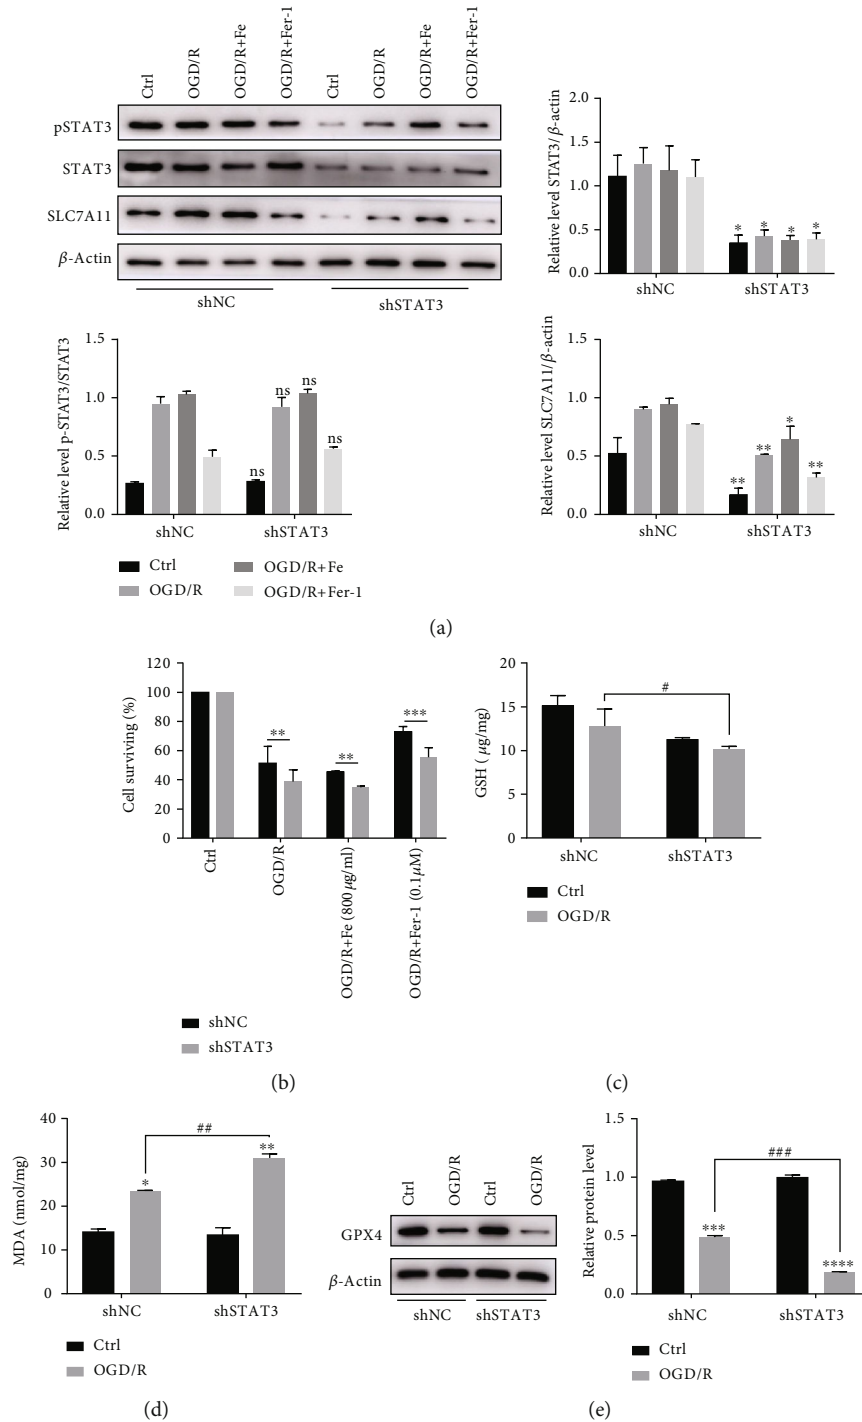 Ctrl
OGD/R
OGD/R+Fe
OGD/R+Fer-1
Ctrl
OGD/R
OGD/R+Fe
OGD/R+Fer-1
pSTAT3
STAT3
SLC7A11
β-Actin
shNC
shSTAT3
Relative level STAT3/β-actin
2.0
1.5
1.0
0.5
0.0
* * * *
shNC
shSTAT3
Relative level p-STAT3/STAT3
1.5
1.0
0.5
0.0
ns
ns
ns
ns
shNC
shSTAT3
Ctrl
OGD/R
OGD/R+Fe
OGD/R+Fer-1
Relative level SLC7A11/β-actin
1.5
1.0
0.5
0.0
**
**
*
**
shNC
shSTAT3
(a)
Cell surviving (%)
120
100
80
60
40
20
0
**
**
***
Ctrl
OGD/R
OGD/R+Fe (800 μg/ml)
OGD/R+Fer-1 (0.1 μM)
shNC
shSTAT3
(b)
GSH ( μg/mg)
20
15
10
5
0
#
shNC
shSTAT3
Ctrl
OGD/R
(c)
MDA (nmol/mg)
40
30
20
10
0
##
*
**
shNC
shSTAT3
Ctrl
OGD/R
(d)
Ctrl
OGD/R
Ctrl
OGD/R
GPX4
β-Actin
shNC
shSTAT3
Relative protein level
1.5
1.0
0.5
0.0
###
***
****
shNC
shSTAT3
Ctrl
OGD/R
(e)